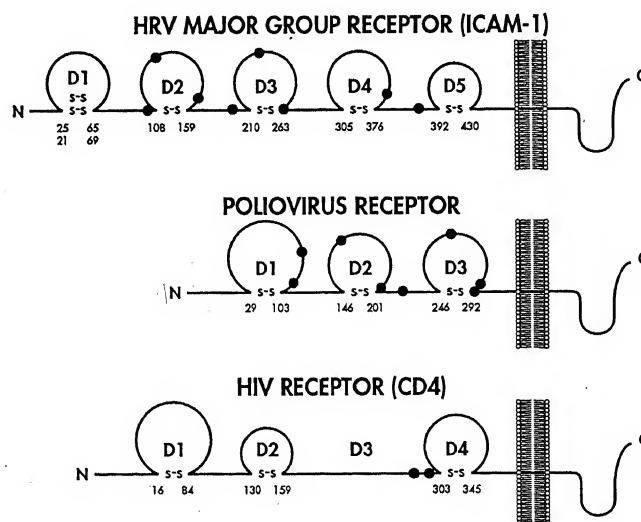 HRV MAJOR GROUP RECEPTOR (ICAM-1)
D1 D2 D3 D4 D5
S-S
N S-S S-S S-S S-S S-S C
25 65 108 159 210 263 305 376 392 430
21 69
POLIOVIRUS RECEPTOR
D1 D2 D3
N S-S S-S S-S
29 103 146 201 246 292
HIV RECEPTOR (CD4)
D1 D2 D3 D4
N S-S S-S S-S
16 84 130 159 303 345